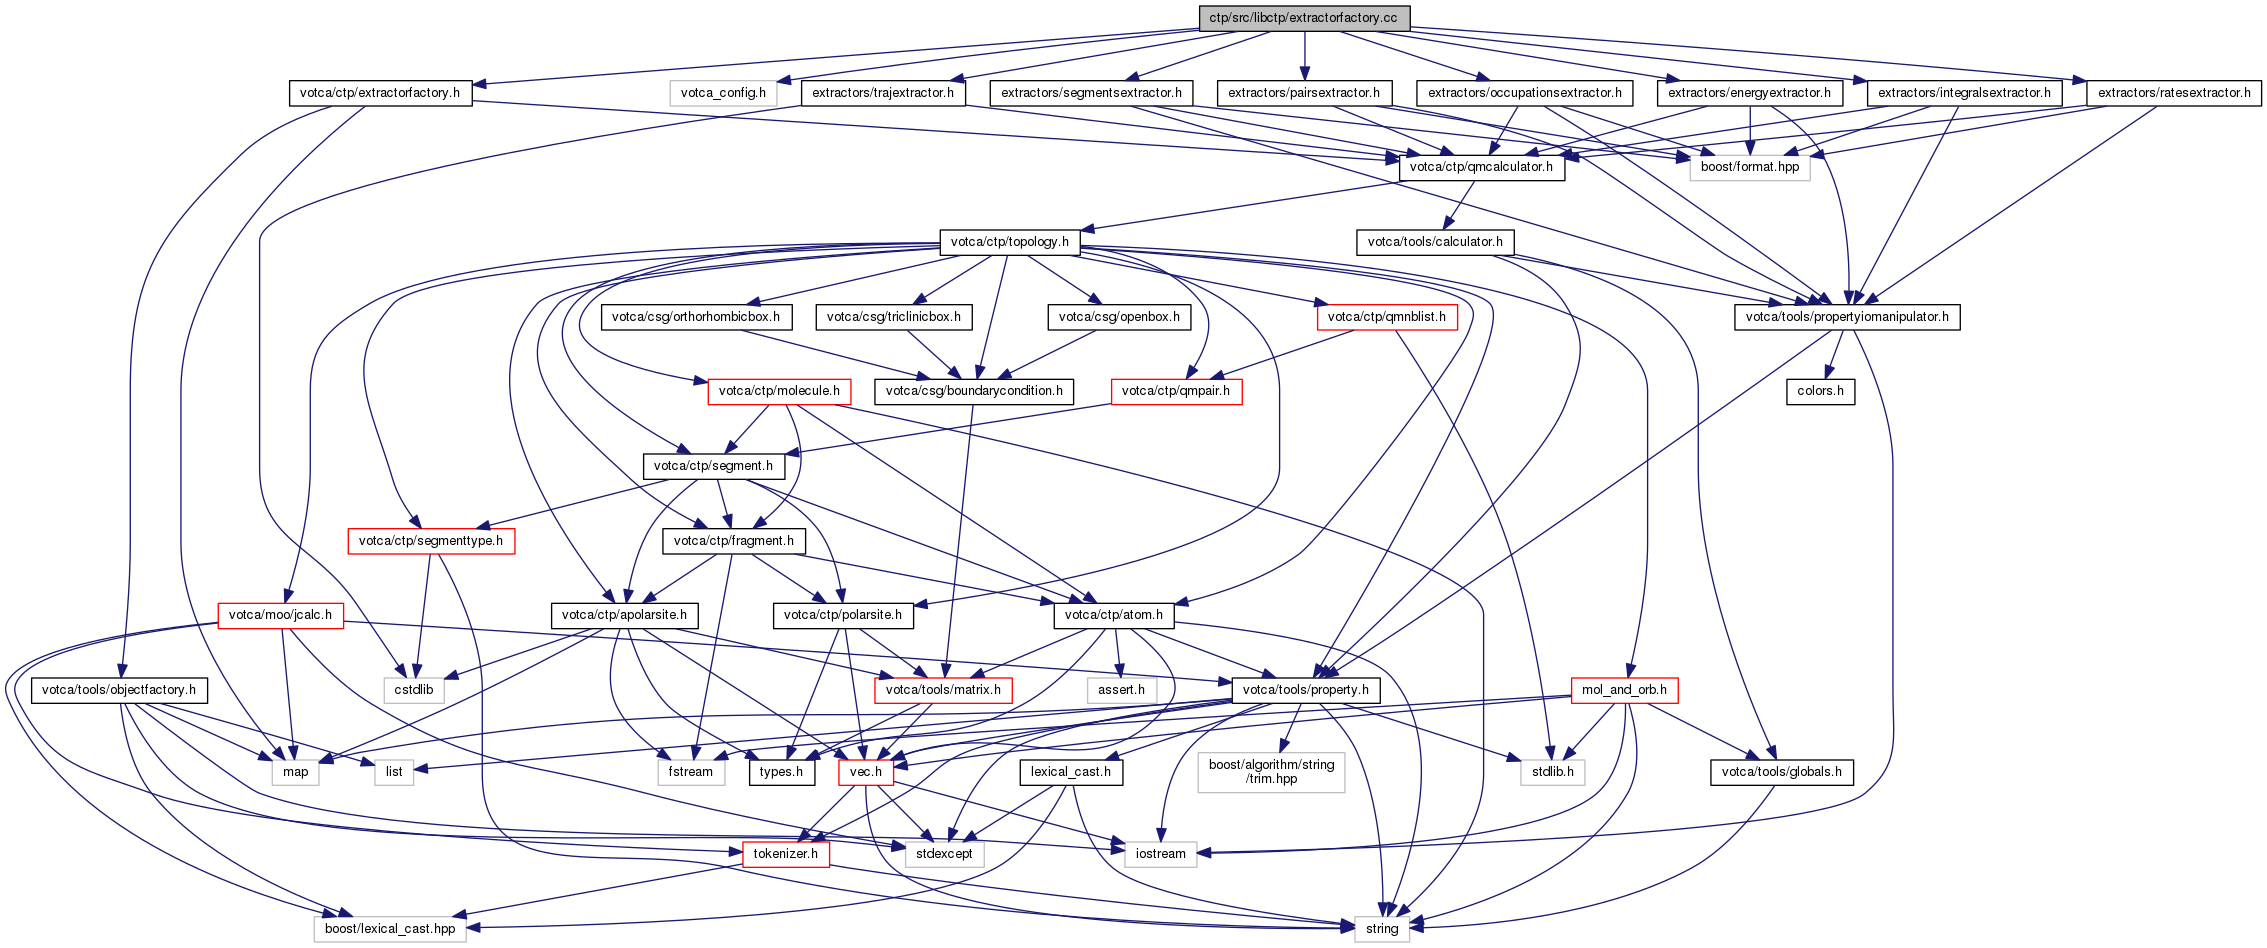 ctp/src/libctp/extractorfactory.cc
votca/ctp/extractorfactory.h
votca_config.h
extractors/trajextractor.h
extractors/segmentsextractor.h
extractors/pairsextractor.h
extractors/occupationsextractor.h
extractors/energyextractor.h
extractors/integralsextractor.h
extractors/ratesextractor.h
votca/ctp/qmcalculator.h
boost/format.hpp
votca/ctp/topology.h
votca/tools/calculator.h
votca/csg/orthorhombicbox.h
votca/csg/triclinicbox.h
votca/csg/openbox.h
votca/ctp/qmnblist.h
votca/tools/propertyiomanipulator.h
votca/ctp/molecule.h
votca/csg/boundarycondition.h
votca/ctp/qmpair.h
colors.h
votca/ctp/segment.h
votca/ctp/segmenttype.h
votca/ctp/fragment.h
votca/moo/jcalc.h
votca/ctp/apolarsite.h
votca/ctp/polarsite.h
votca/ctp/atom.h
votca/tools/objectfactory.h
cstdlib
votca/tools/matrix.h
assert.h
votca/tools/property.h
mol_and_orb.h
map
list
fstream
types.h
vec.h
lexical_cast.h
boost/algorithm/string
/trim.hpp
stdlib.h
votca/tools/globals.h
tokenizer.h
stdexcept
iostream
boost/lexical_cast.hpp
string